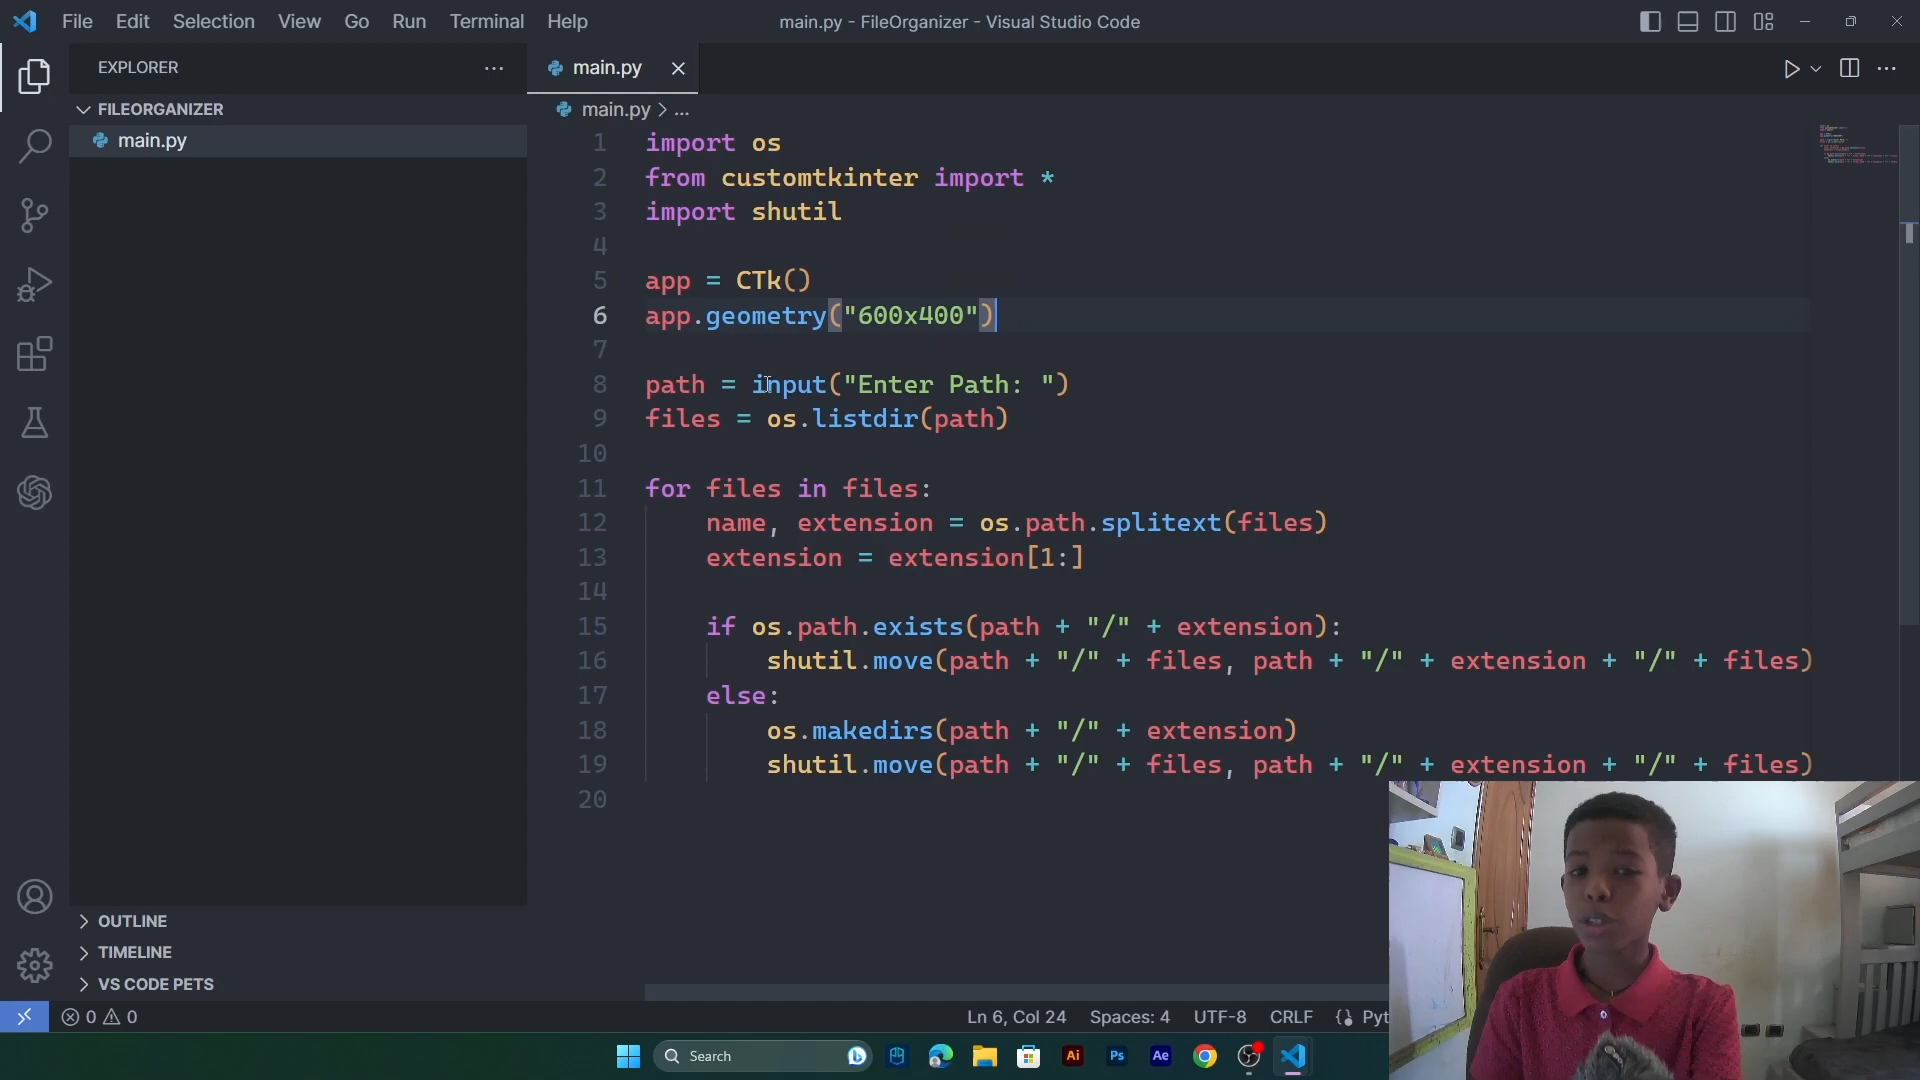 File Edit Selection View Go Run Terminal Help
main.py - FileOrganizer - Visual Studio Code
EXPLORER
FILEORGANIZER
main.py
OUTLINE
TIMELINE
VS CODE PETS
main.py
main.py > ...
1 import os
2 from customtkinter import *
3 import shutil
4
5 app = CTk()
6 app.geometry("600x400")
7
8 path = input("Enter Path: ")
9 files = os.listdir(path)
10
11 for files in files:
12 name, extension = os.path.splitext(files)
13 extension = extension[1:]
14
15 if os.path.exists(path + "/" + extension):
16 shutil.move(path + "/" + files, path + "/" + extension + "/" + files)
17 else:
18 os.makedirs(path + "/" + extension)
19 shutil.move(path + "/" + files, path + "/" + extension + "/" + files)
20
0 0
Ln 6, Col 24 Spaces: 4 UTF-8 CRLF Pyt
Search
Ai
Ps
Ae